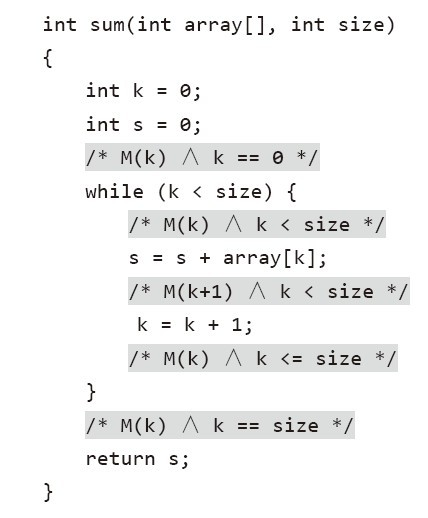 int sum(int array[], int size)
{
    int k = 0;
    int s = 0;
    /* M(k) ∧ k == 0 */
    while (k < size) {
        /* M(k) ∧ k < size */
        s = s + array[k];
        /* M(k+1) ∧ k < size */
        k = k + 1;
        /* M(k) ∧ k <= size */
    }
    /* M(k) ∧ k == size */
    return s;
}